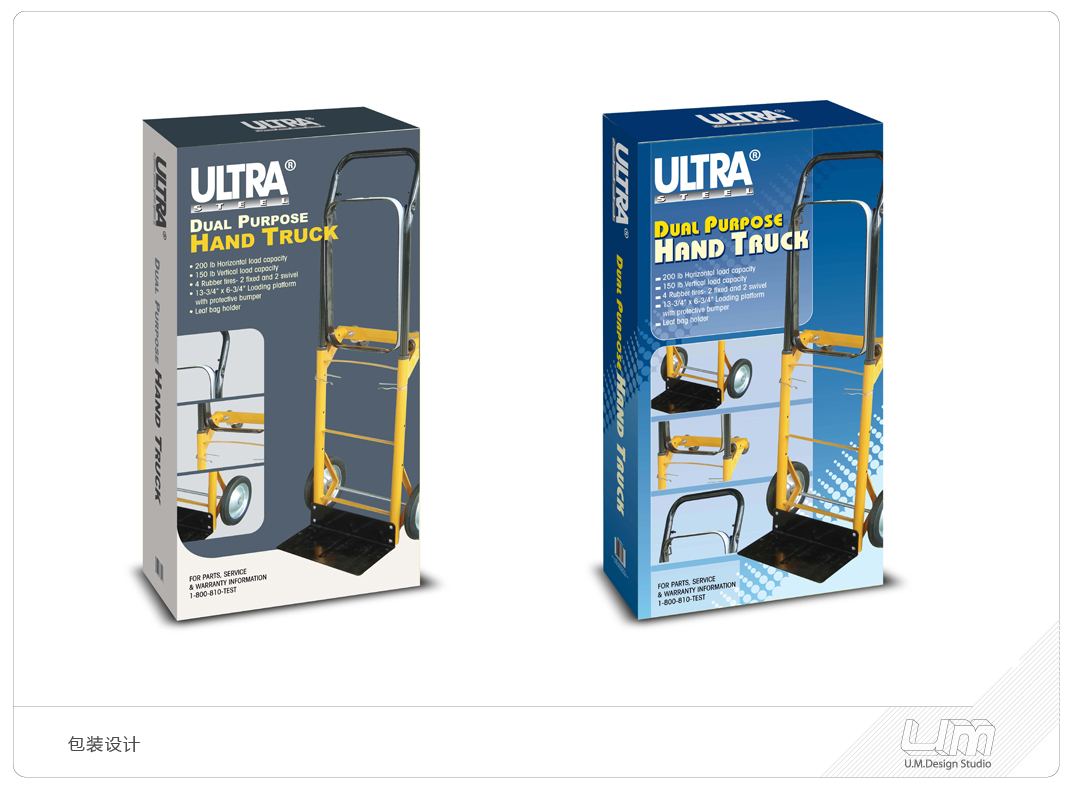 ULTRA®
ULTRA®
STEEL
DUAL PURPOSE
HAND TRUCK
• 200 lb Horizontal load capacity
• 150 lb Vertical load capacity
• 4 Rubber tires- 2 fixed and 2 swivel
• 13-3/4" x 6-3/4" Loading platform
with protective bumper
• Leaf bag holder
FOR PARTS, SERVICE
& WARRANTY INFORMATION
1-800-810-TEST
ULTRA®
DUAL PURPOSE HAND TRUCK
ULTRA®
ULTRA®
STEEL
DUAL PURPOSE
HAND TRUCK
200 lb Horizontal load capacity
150 lb Vertical load capacity
4 Rubber tires- 2 fixed and 2 swivel
13-3/4" x 6-3/4" Loading platform
with protective bumper
Leaf bag holder
FOR PARTS, SERVICE
& WARRANTY INFORMATION
1-800-810-TEST
ULTRA®
DUAL PURPOSE HAND TRUCK
包装设计
um
U.M.Design Studio